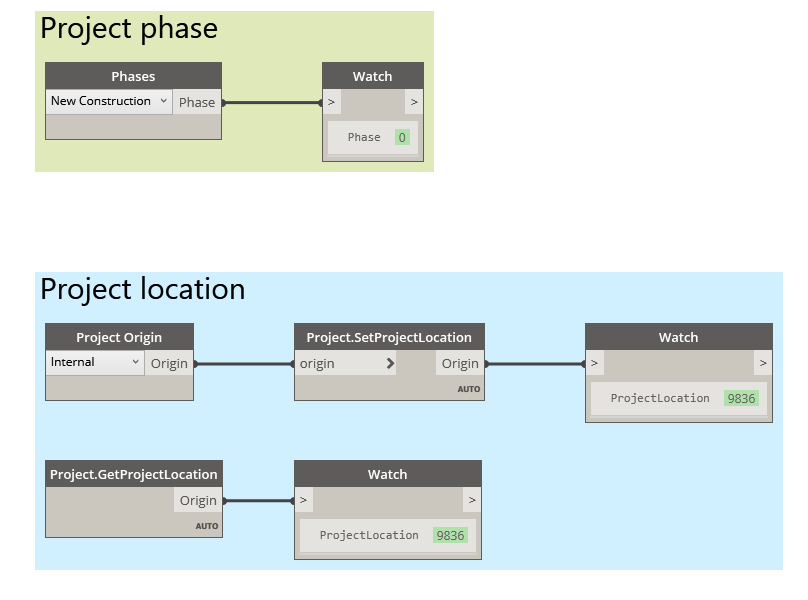 Project phase
Phases
New Construction
Phase
Watch
> >
Phase 0
Project location
Project Origin
Internal
Origin
Project.SetProjectLocation
origin
Origin
AUTO
Watch
> >
ProjectLocation 9836
Project.GetProjectLocation
Origin
AUTO
Watch
> >
ProjectLocation 9836